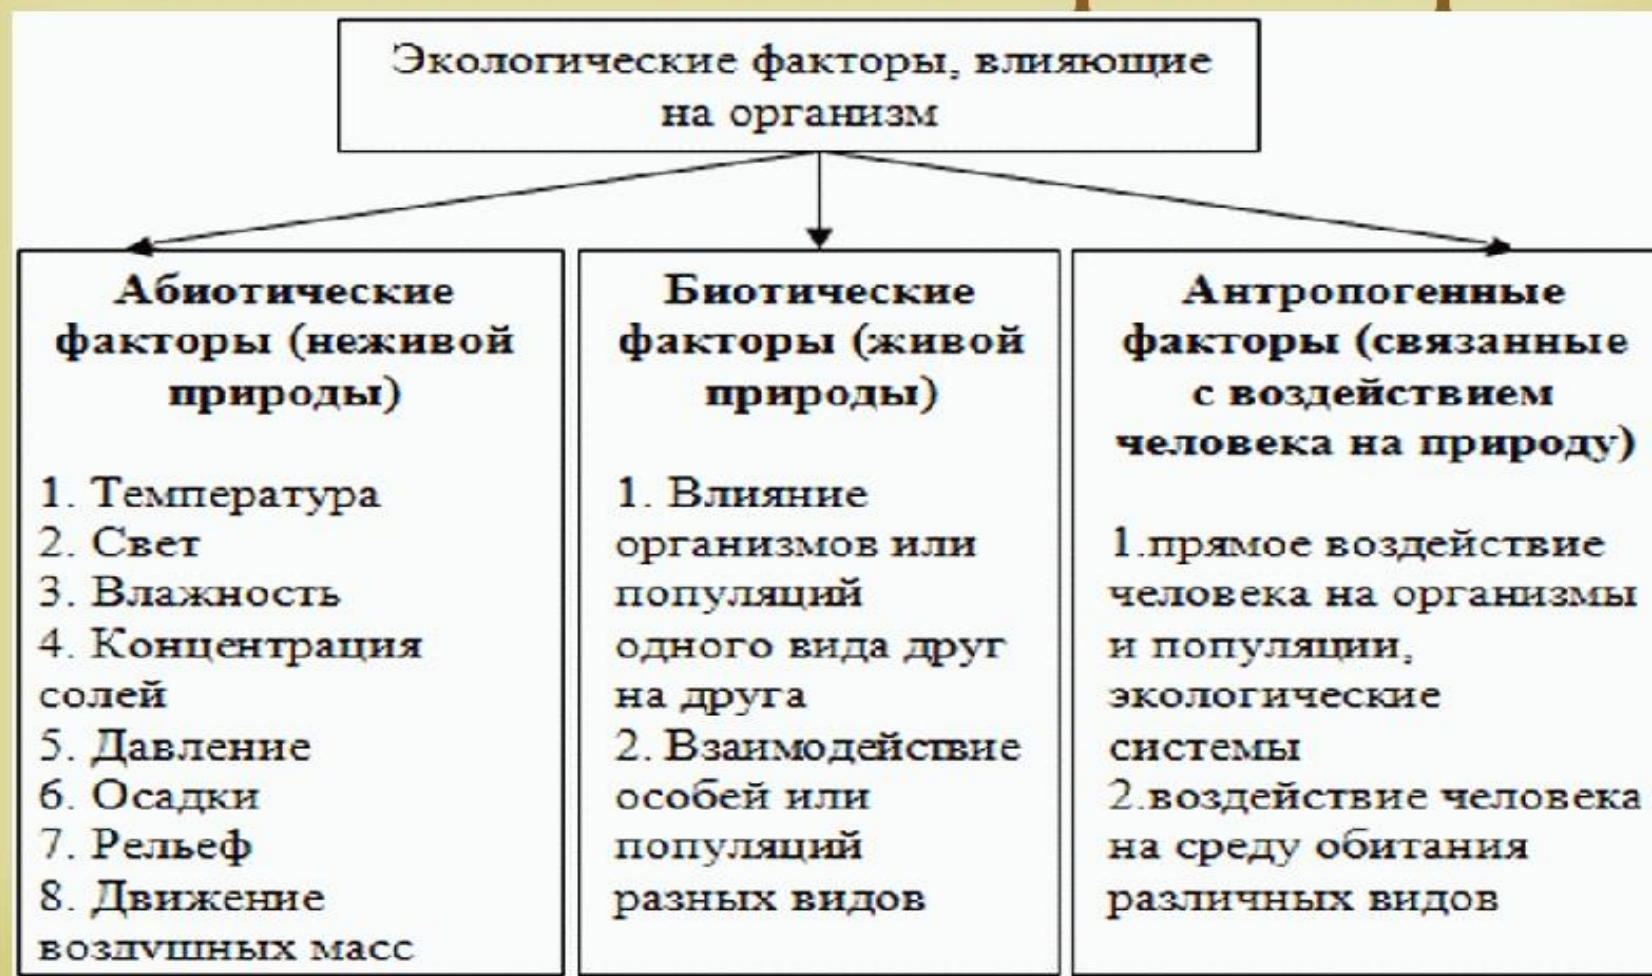 Экологические факторы, влияющие
на организм
Абиотические
факторы (неживой
природы)
1. Температура
2. Свет
3. Влажность
4. Концентрация
солей
5. Давление
6. Осадки
7. Рельеф
8. Движение
воздушных масс
Биотические
факторы (живой
природы)
1. Влияние
организмов или
популяций
одного вида друг
на друга
2. Взаимодействие
особей или
популяций
разных видов
Антропогенные
факторы (связанные
с воздействием
человека на природу)
1.прямое воздействие
человека на организмы
и популяции,
экологические
системы
2.воздействие человека
на среду обитания
различных видов